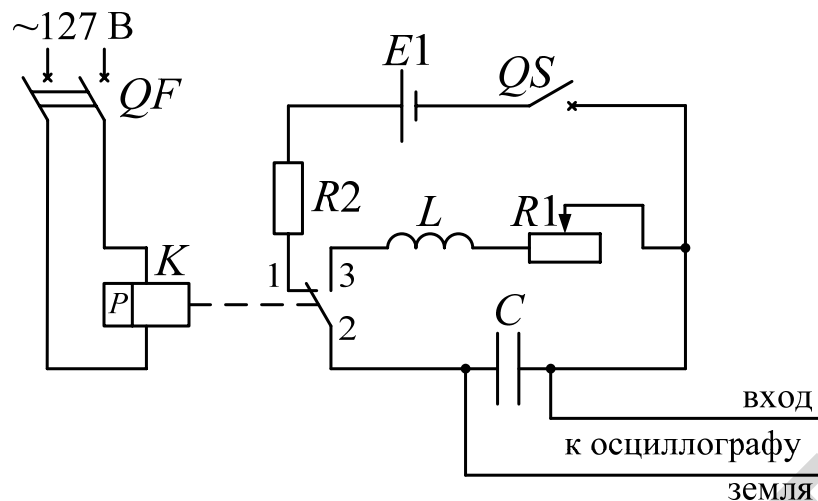 ~127 В
QF
E1
QS
R2
L
R1
K
P
1
3
2
C
вход
к осциллографу
земля